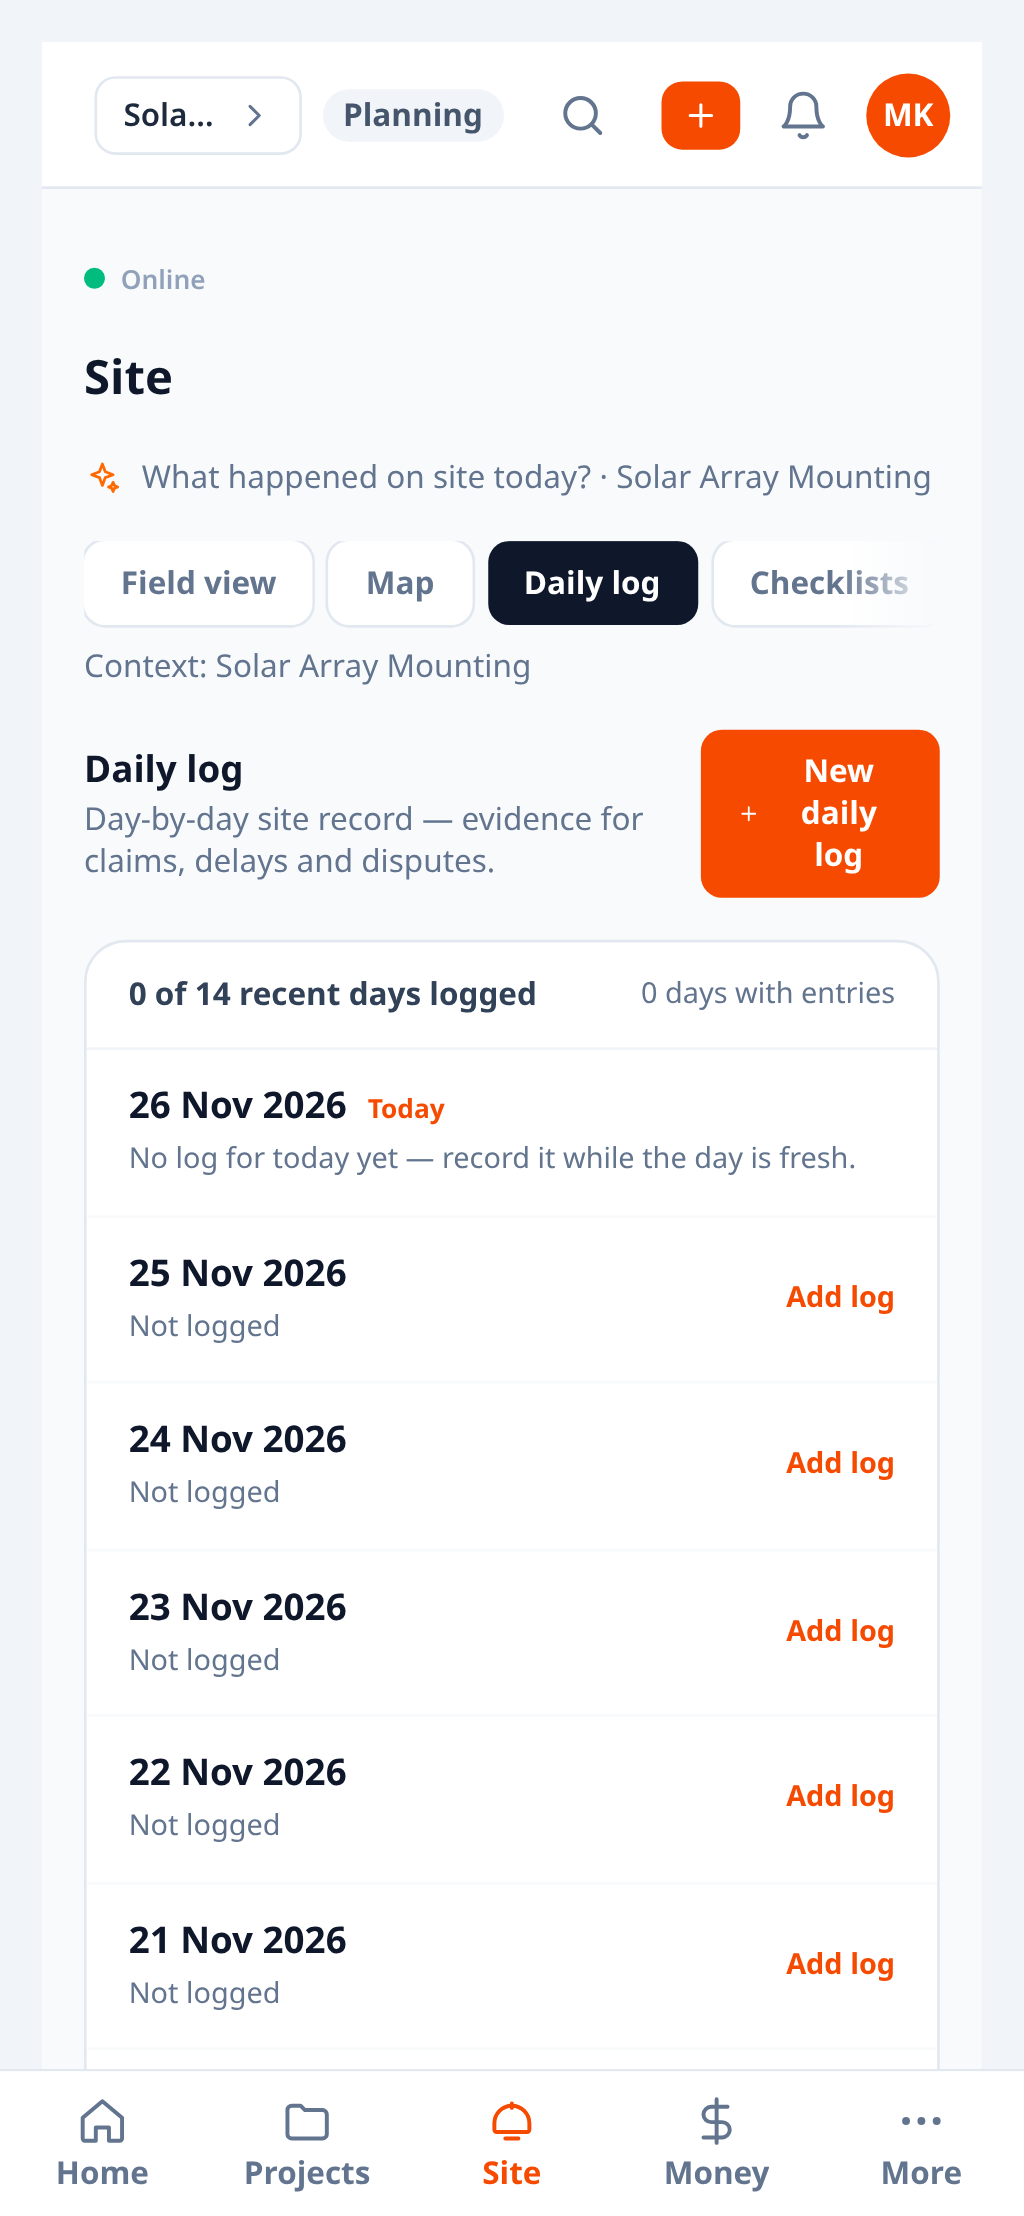 Sola...
Planning
MK
Online
Site
What happened on site today? · Solar Array Mounting
Field view
Map
Daily log
Checklists
Context: Solar Array Mounting
Daily log
Day-by-day site record — evidence for
claims, delays and disputes.
+ New
daily
log
0 of 14 recent days logged
0 days with entries
26 Nov 2026 Today
No log for today yet — record it while the day is fresh.
25 Nov 2026
Not logged
Add log
24 Nov 2026
Not logged
Add log
23 Nov 2026
Not logged
Add log
22 Nov 2026
Not logged
Add log
21 Nov 2026
Not logged
Add log
Home
Projects
Site
Money
More